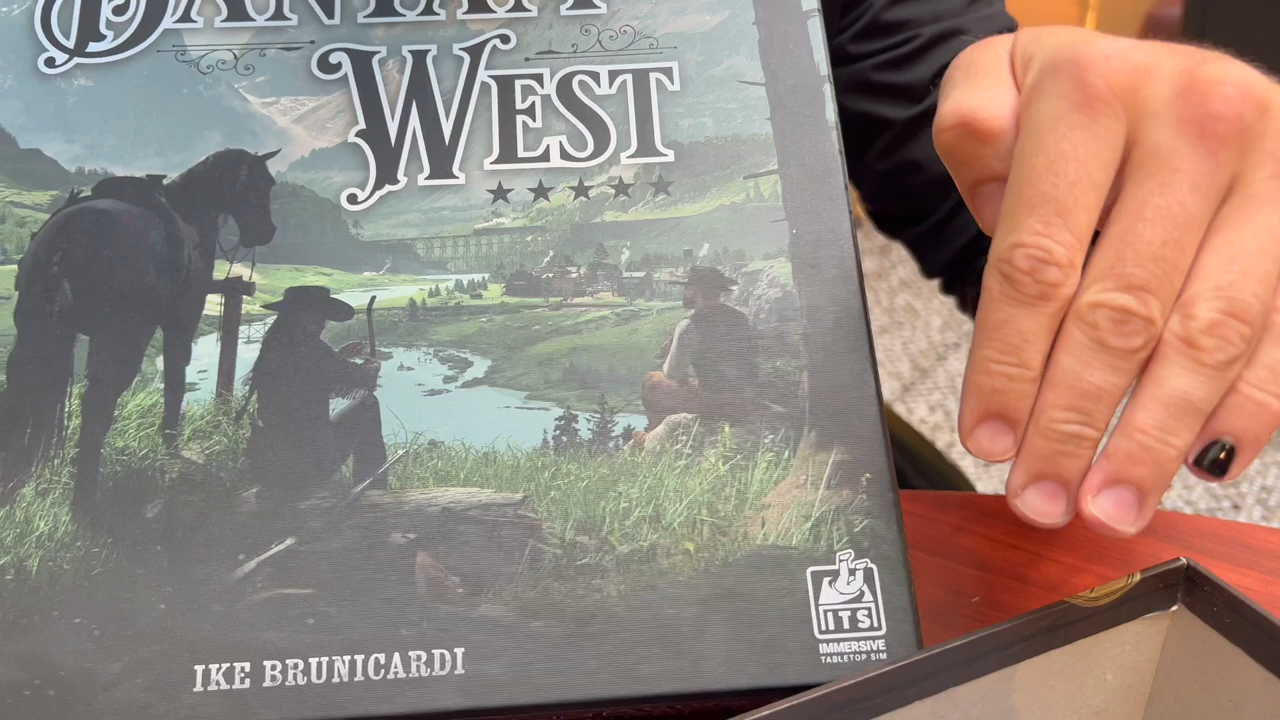 WEST
IKE BRUNICARDI
ITS
IMMERSIVE
TABLETOP SIM